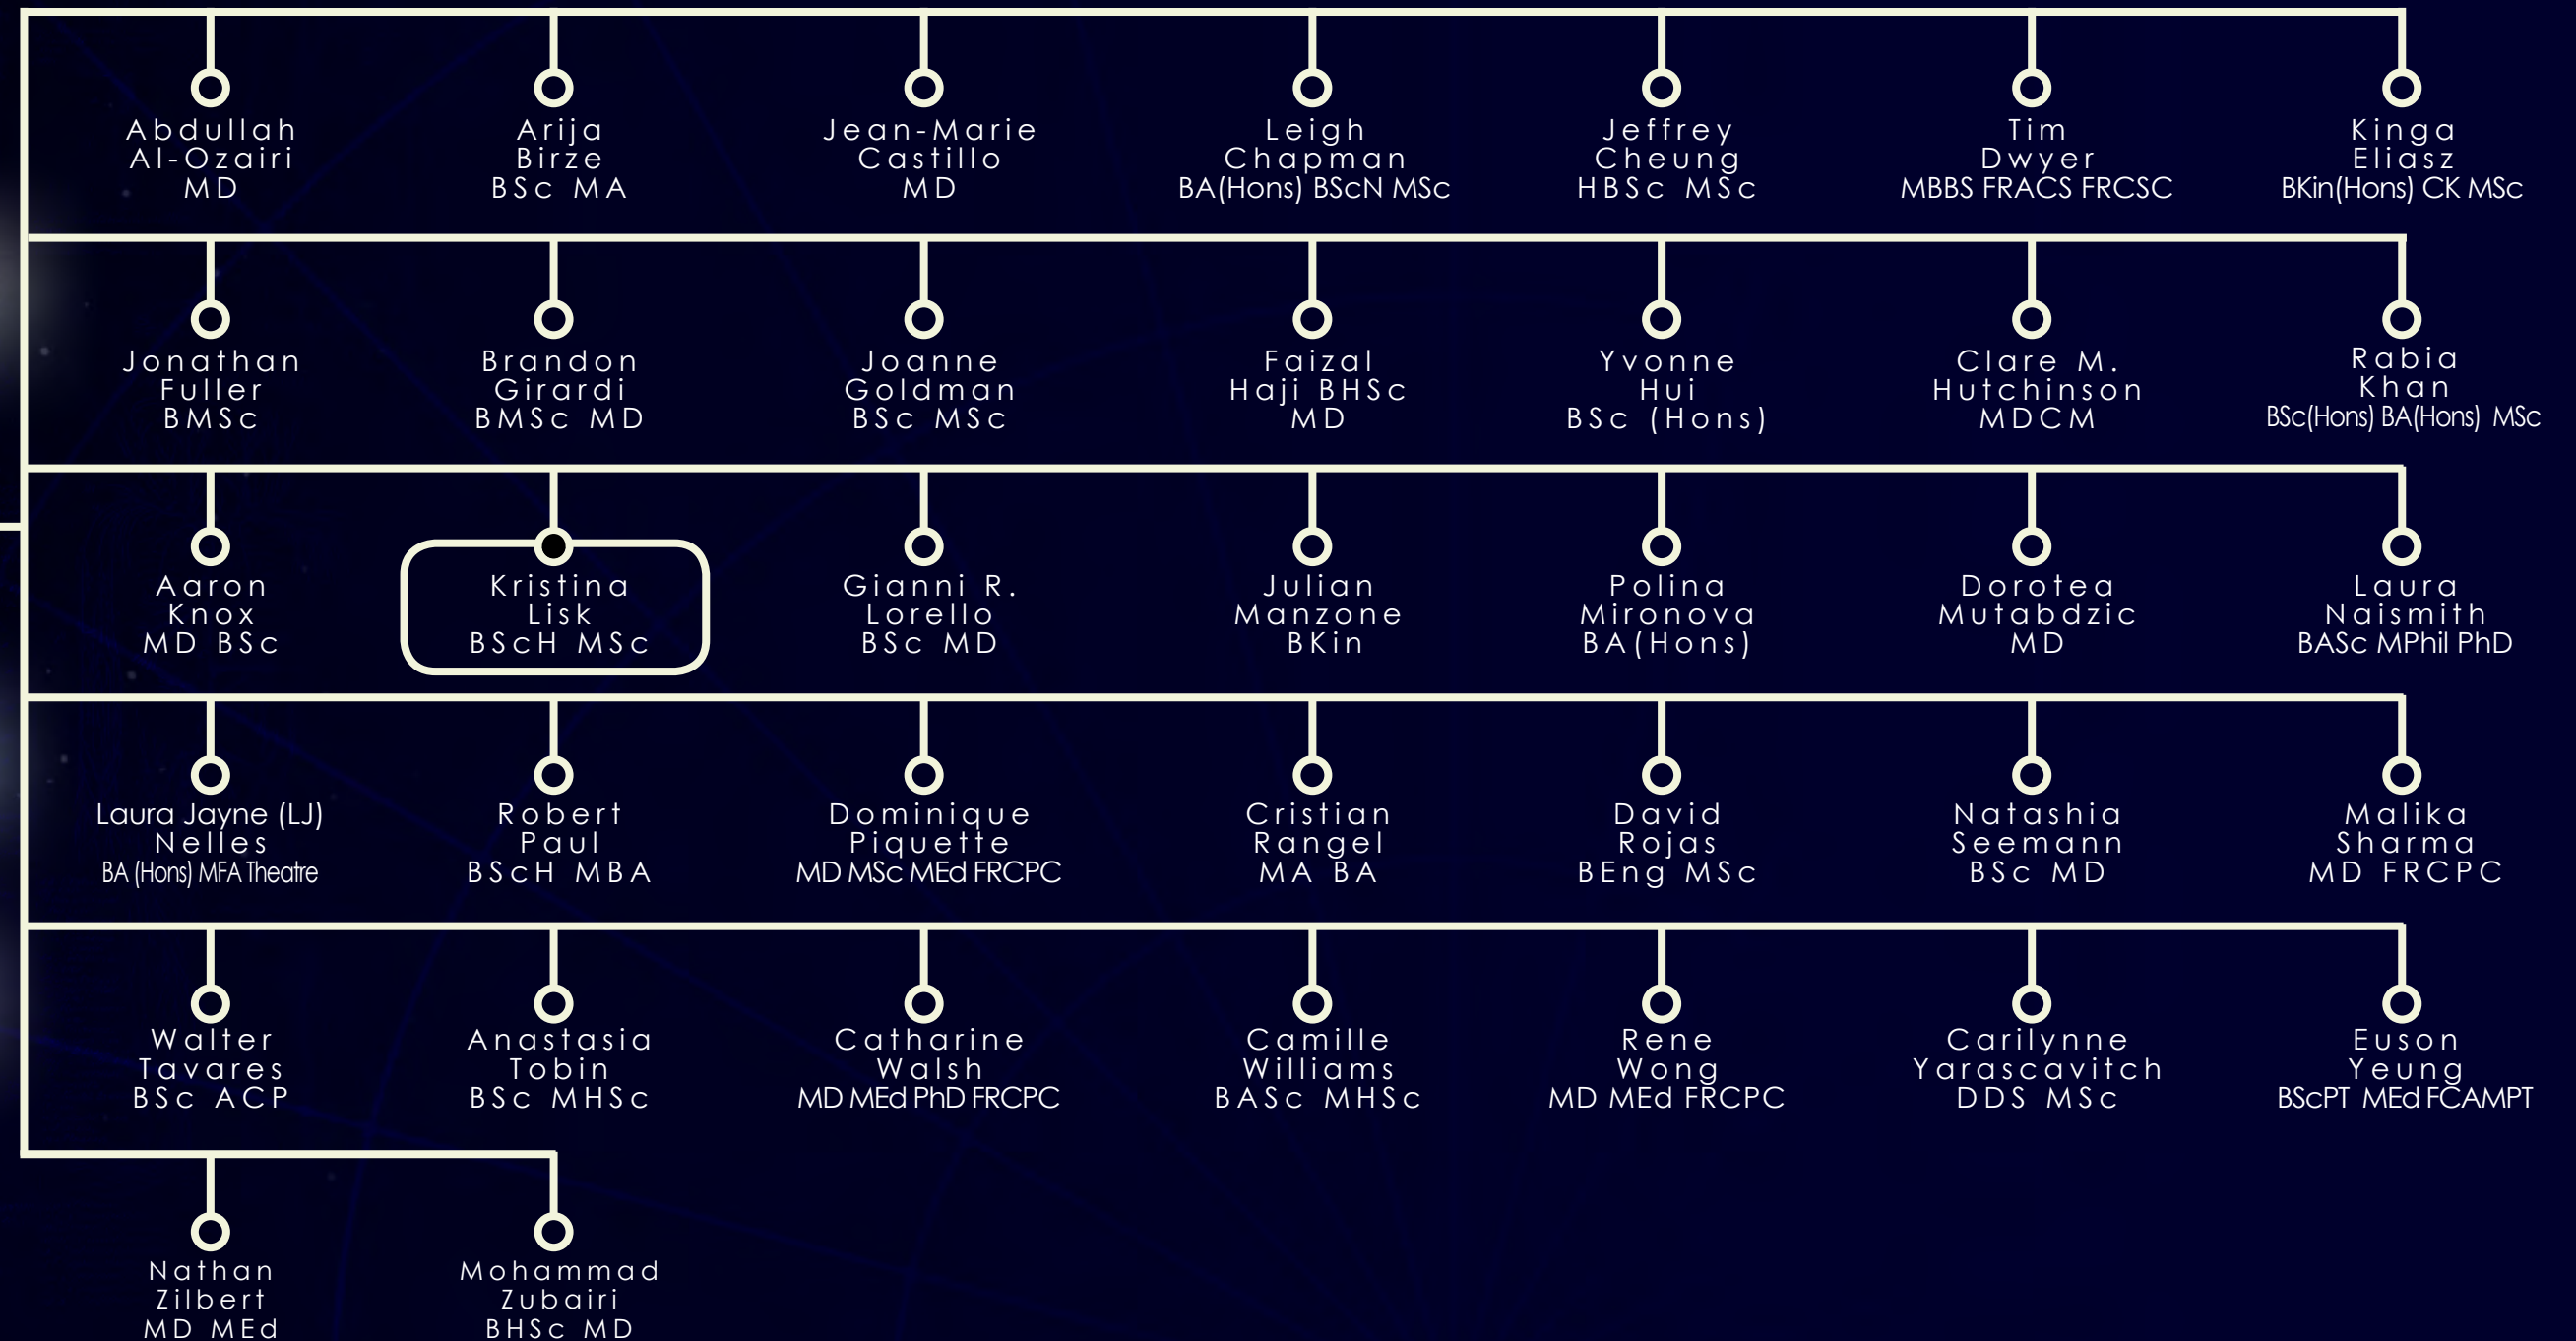 Abdullah
Al-Ozairi
MD
Arija
Birze
BSc MA
Jean-Marie
Castillo
MD
Leigh
Chapman
BA(Hons) BScN MSc
Jeffrey
Cheung
HBSc MSc
Tim
Dwyer
MBBS FRACS FRCSC
Kinga
Eliasz
BKin(Hons) CK MSc
Jonathan
Fuller
BMSc
Brandon
Girardi
BMSc MD
Joanne
Goldman
BSc MSc
Faizal
Haji BHSc
MD
Yvonne
Hui
BSc (Hons)
Clare M.
Hutchinson
MDCM
Rabia
Khan
BSc(Hons) BA(Hons) MSc
Aaron
Knox
MD BSc
Kristina
Lisk
BScH MSc
Gianni R.
Lorello
BSc MD
Julian
Manzone
BKin
Polina
Mironova
BA(Hons)
Dorotea
Mutabdzic
MD
Laura
Naismith
BASc MPhil PhD
Laura Jayne (LJ)
Nelles
BA (Hons) MFA Theatre
Robert
Paul
BScH MBA
Dominique
Piquette
MD MSc MEd FRCPC
Cristian
Rangel
MA BA
David
Rojas
BEng MSc
Natashia
Seemann
BSc MD
Malika
Sharma
MD FRCPC
Walter
Tavares
BSc ACP
Anastasia
Tobin
BSc MHSc
Catharine
Walsh
MD MEd PhD FRCPC
Camille
Williams
BASc MHSc
Rene
Wong
MD MEd FRCPC
Carilynne
Yarascavitch
DDS MSc
Euson
Yeung
BScPT MEd FCAMPT
Nathan
Zilbert
MD MEd
Mohammad
Zubairi
BHSc MD